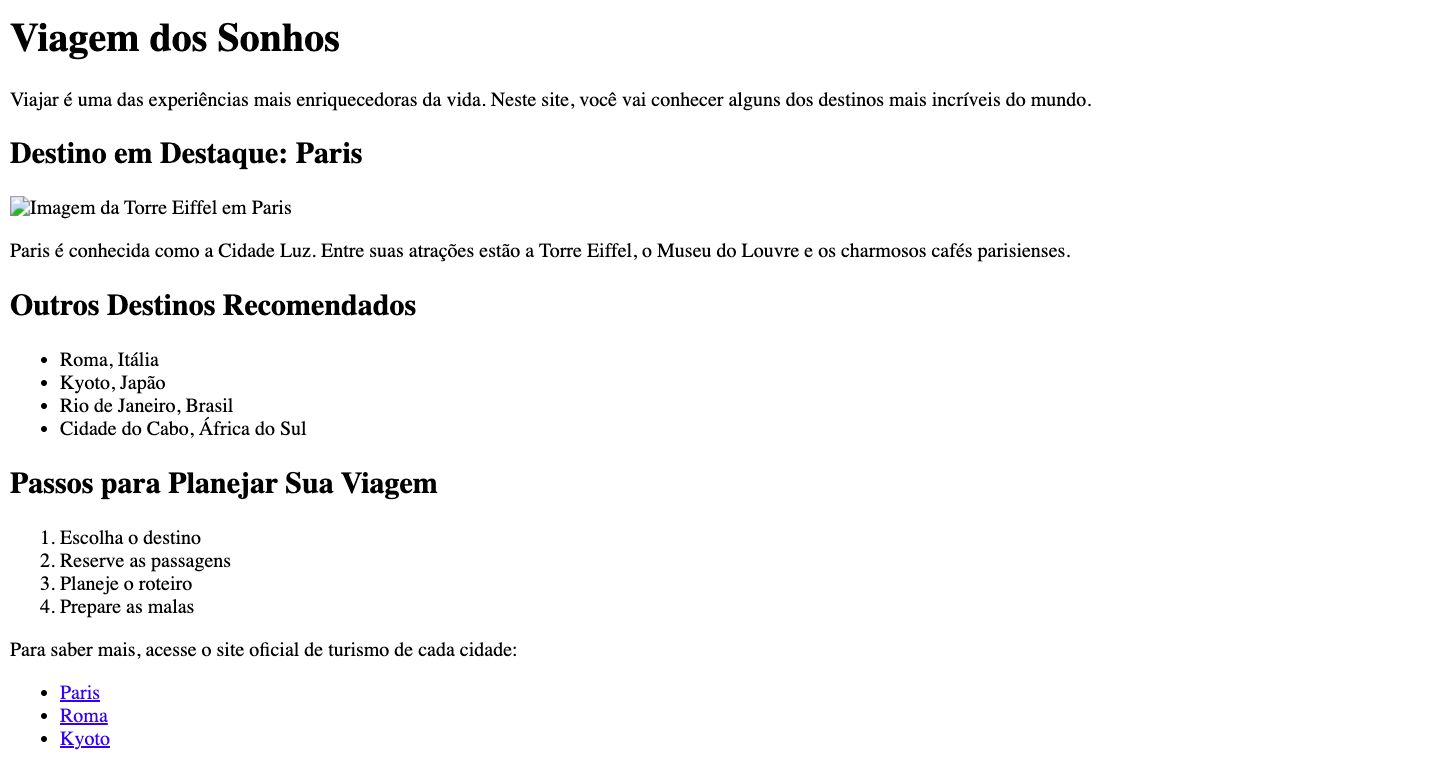 Viagem dos Sonhos
Viajar é uma das experiências mais enriquecedoras da vida. Neste site, você vai conhecer alguns dos destinos mais incríveis do mundo.
Destino em Destaque: Paris
Imagem da Torre Eiffel em Paris
Paris é conhecida como a Cidade Luz. Entre suas atrações estão a Torre Eiffel, o Museu do Louvre e os charmosos cafés parisienses.
Outros Destinos Recomendados
• Roma, Itália
• Kyoto, Japão
• Rio de Janeiro, Brasil
• Cidade do Cabo, África do Sul
Passos para Planejar Sua Viagem
1. Escolha o destino
2. Reserve as passagens
3. Planeje o roteiro
4. Prepare as malas
Para saber mais, acesse o site oficial de turismo de cada cidade:
• Paris
• Roma
• Kyoto